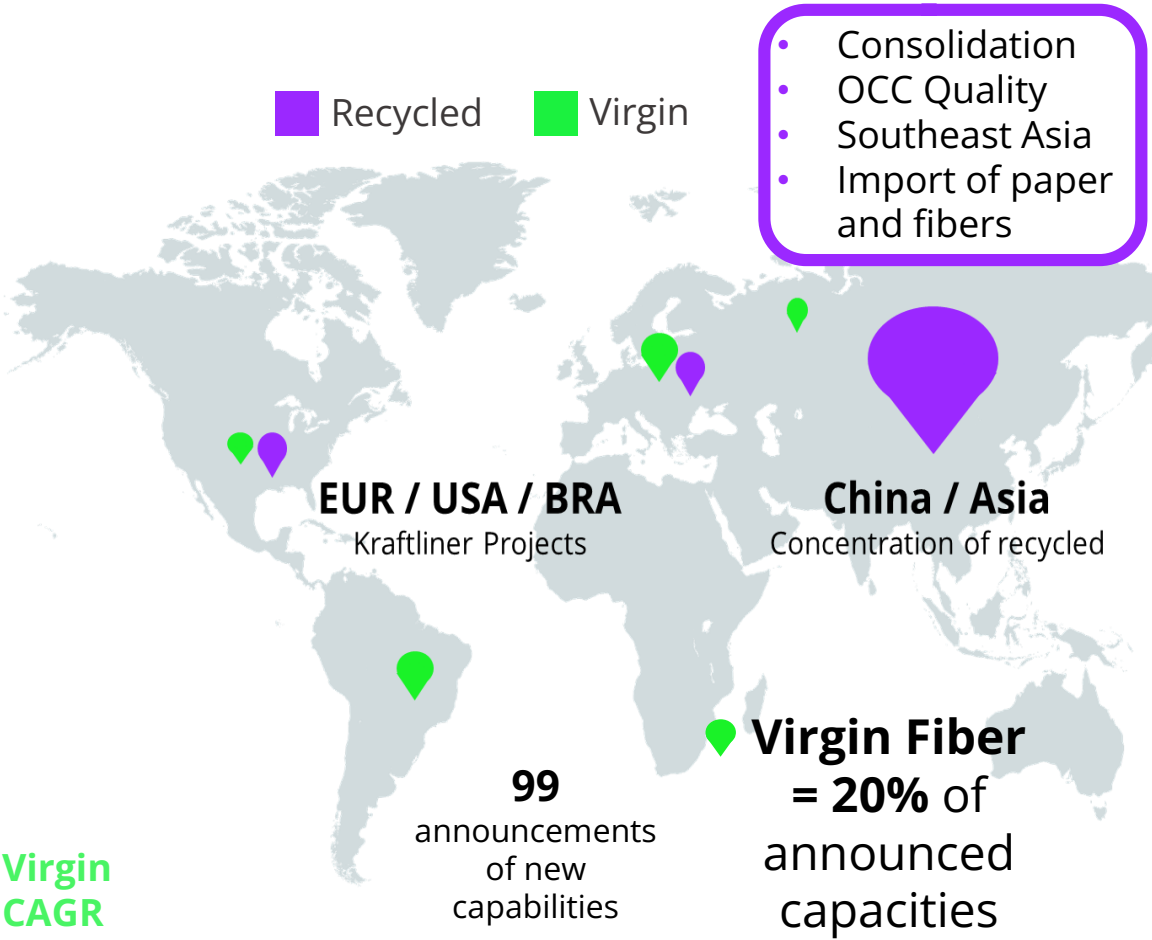 • Consolidation
• OCC Quality
• Southeast Asia
• Import of paper
and fibers
Recycled
Virgin
EUR / USA / BRA
Kraftliner Projects
China / Asia
Concentration of recycled
99
announcements
of new
capabilities
Virgin Fiber
= 20% of
announced
capacities
Virgin
CAGR